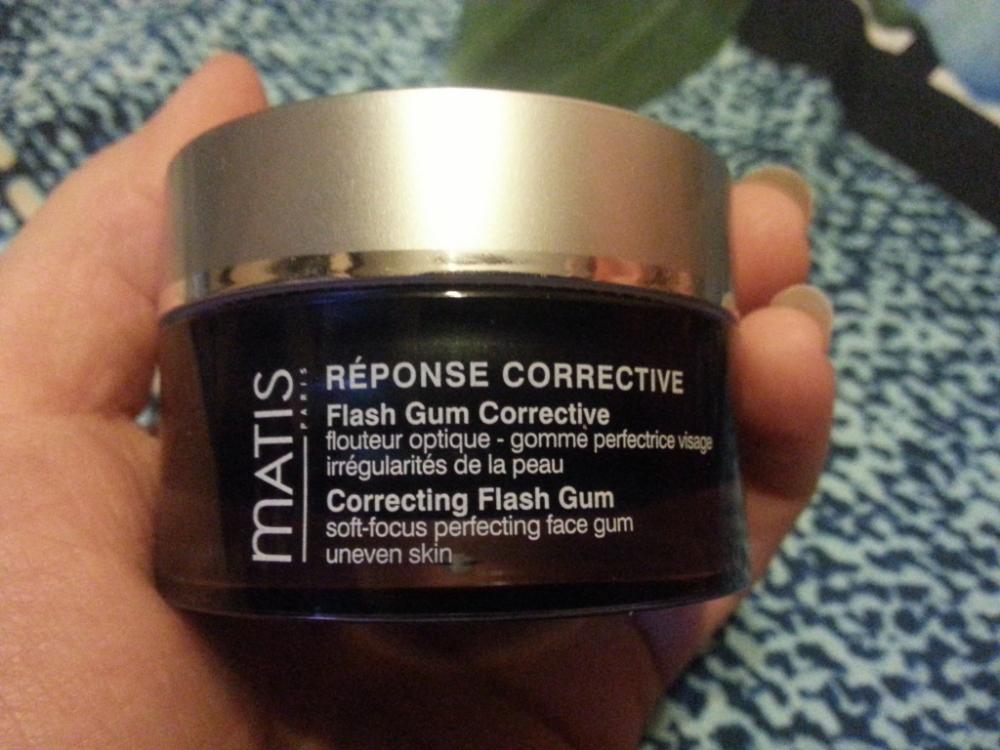 MATIS
PARIS
RÉPONSE CORRECTIVE
Flash Gum Corrective
flouteur optique - gomme perfectrice visage
irrégularités de la peau
Correcting Flash Gum
soft-focus perfecting face gum
uneven skin